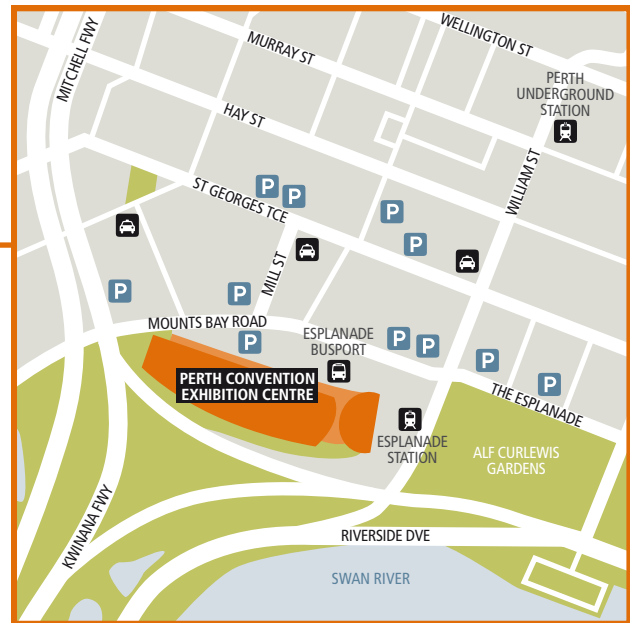 WELLINGTON ST
MURRAY ST
MITCHELL FWY
PERTH
UNDERGROUND
STATION
HAY ST
WILLIAM ST
ST GEORGES TCE
P
P
P
P
MILL ST
P
P
MOUNTS BAY ROAD
P
ESPLANADE
BUSPORT
P
P
P
P
PERTH CONVENTION
EXHIBITION CENTRE
THE ESPLANADE
ESPLANADE
STATION
ALF CURLEWIS
GARDENS
KWINANA FWY
RIVERSIDE DVE
SWAN RIVER